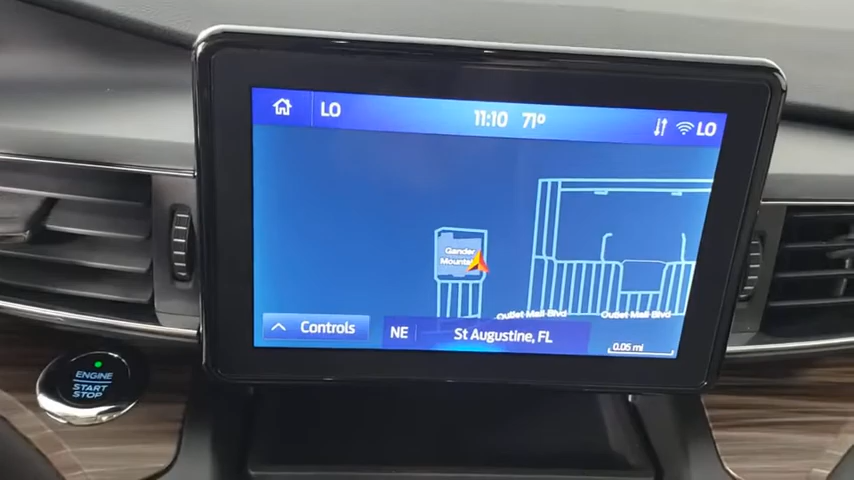 LO
11:10 71°
LO
Gander
Mountain
Outlet Mall Blvd
Outlet Mall Blvd
Controls
NE
St Augustine, FL
0.05 mi
ENGINE
START
STOP